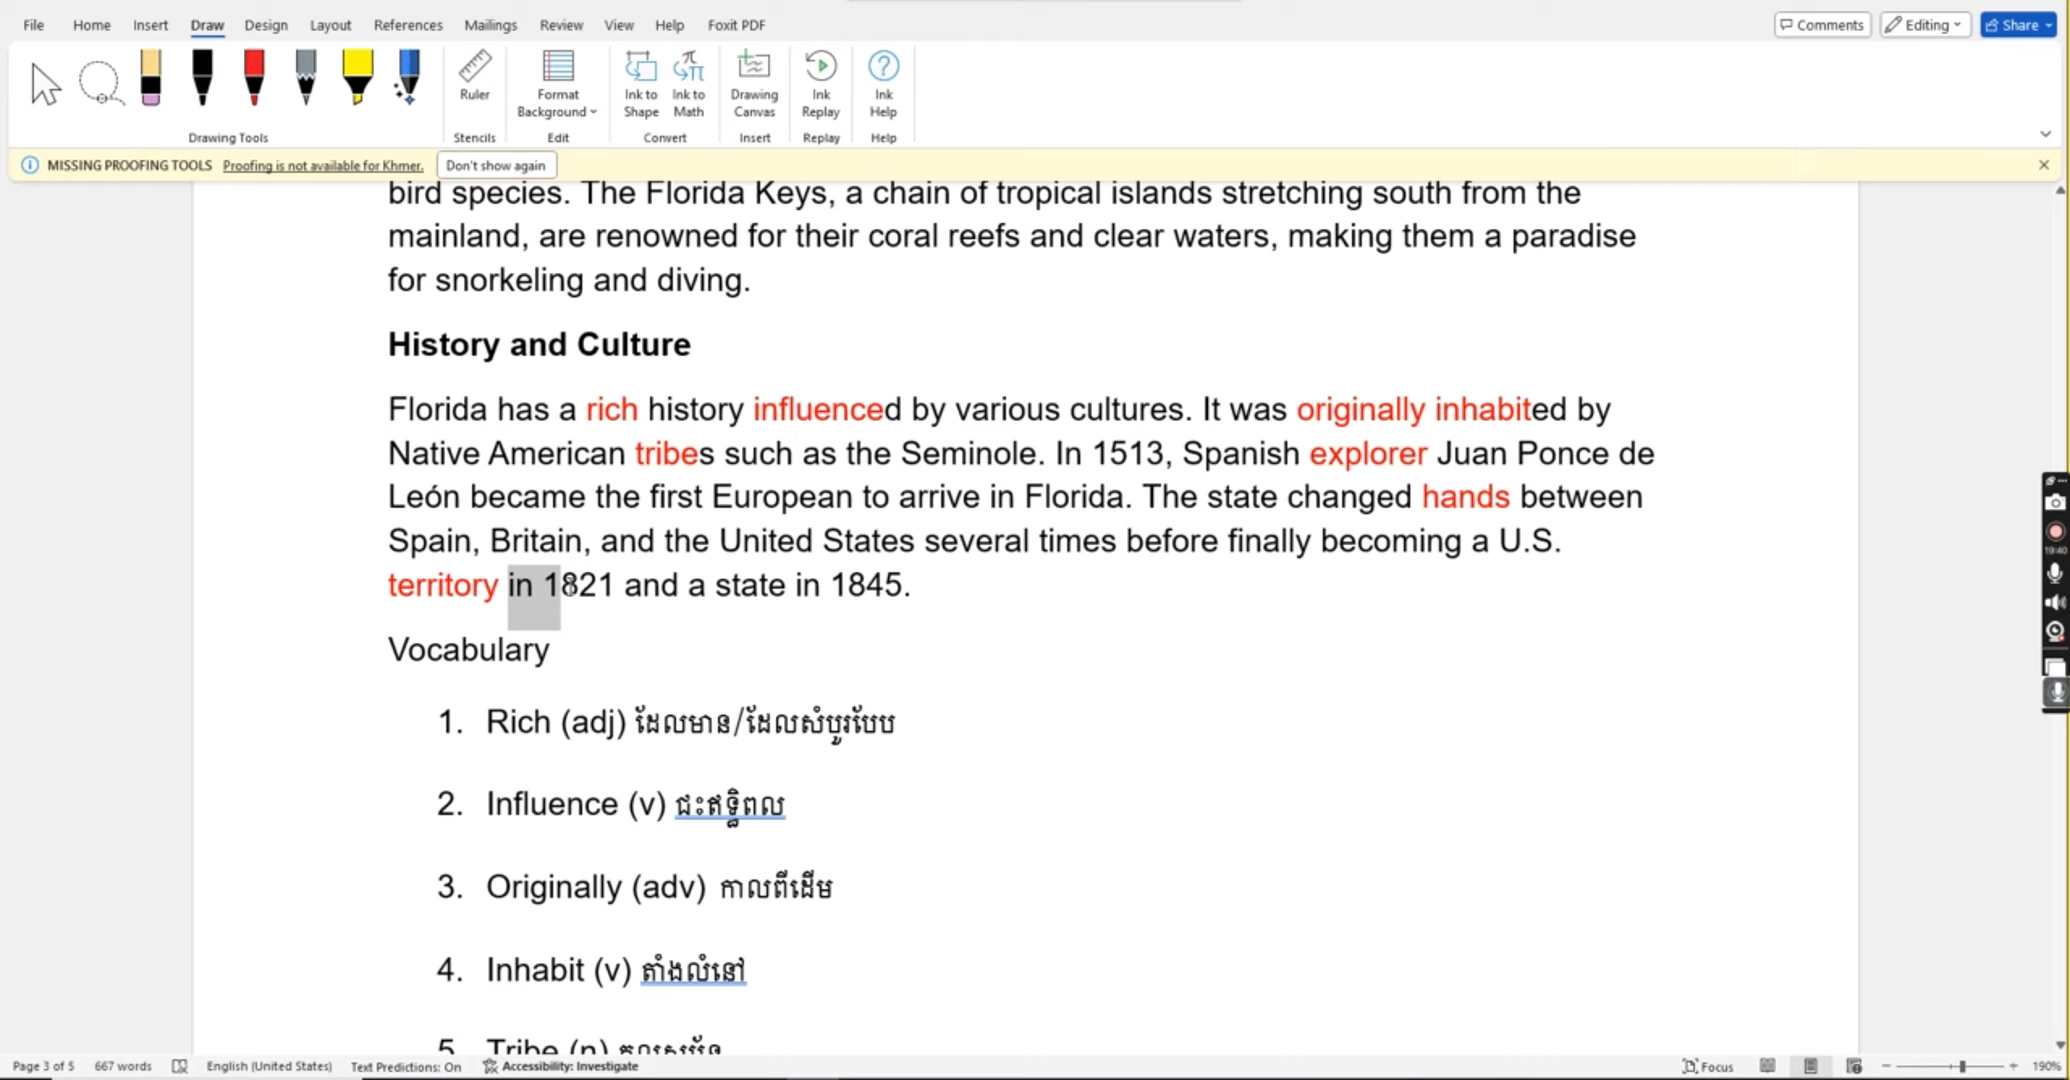 File Home Insert Draw Design Layout References Mailings Review View Help Foxit PDF Comments Editing Share
Ruler Format Background Ink to Shape Ink to Math Drawing Canvas Ink Replay Ink Help
Drawing Tools Stencils Edit Convert Insert Replay Help
MISSING PROOFING TOOLS Proofing is not available for Khmer. Don't show again
bird species. The Florida Keys, a chain of tropical islands stretching south from the
mainland, are renowned for their coral reefs and clear waters, making them a paradise
for snorkeling and diving.
History and Culture
Florida has a rich history influenced by various cultures. It was originally inhabited by
Native American tribes such as the Seminole. In 1513, Spanish explorer Juan Ponce de
León became the first European to arrive in Florida. The state changed hands between
Spain, Britain, and the United States several times before finally becoming a U.S.
territory in 1821 and a state in 1845.
Vocabulary
1. Rich (adj) ដែលមាន/ដែលសំបូរបែប
2. Influence (v) ជះឥទ្ធិពល
3. Originally (adv) កាលពីដើម
4. Inhabit (v) តាំងលំនៅ
5. Tribe (n)
19:40
Page 3 of 5 667 words English (United States) Text Predictions: On Accessibility: Investigate Focus 190%